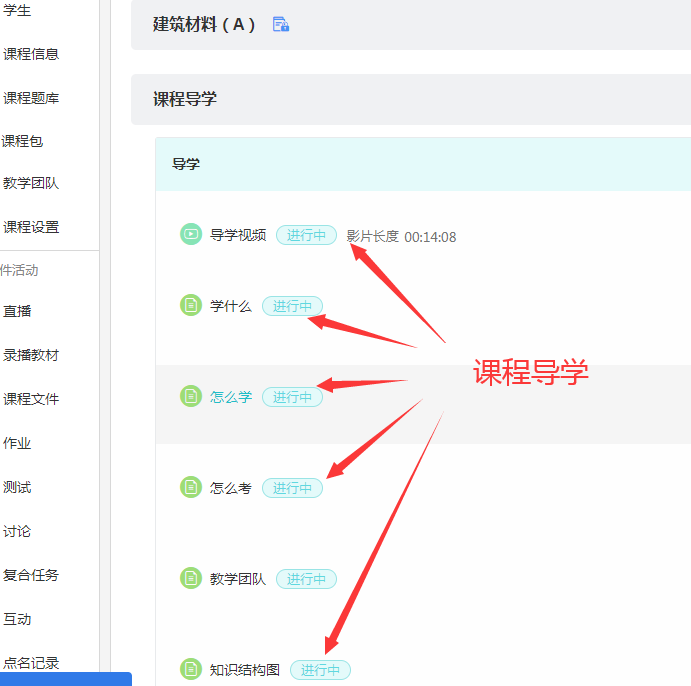 学生
课程信息
课程题库
课程包
教学团队
课程设置
件活动
直播
录播教材
课程文件
作业
测试
讨论
复合任务
互动
点名记录
建筑材料（A）
课程导学
导学
导学视频 进行中 影片长度 00:14:08
学什么 进行中
课程导学
怎么学 进行中
怎么考 进行中
教学团队 进行中
知识结构图 进行中